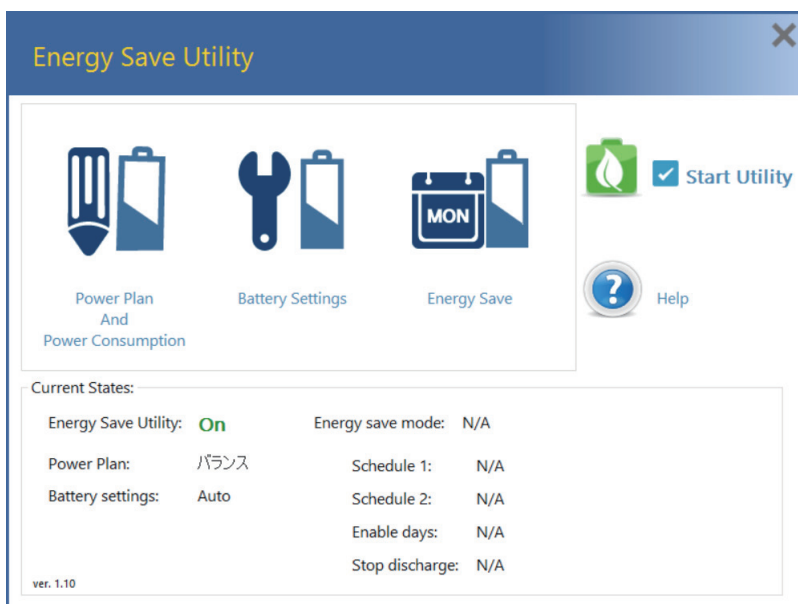 Energy Save Utility
MON
Start Utility
Power Plan
And
Power Consumption
Battery Settings
Energy Save
Help
Current States:
Energy Save Utility: On
Energy save mode: N/A
Power Plan: バランス
Schedule 1: N/A
Battery settings: Auto
Schedule 2: N/A
Enable days: N/A
Stop discharge: N/A
ver. 1.10